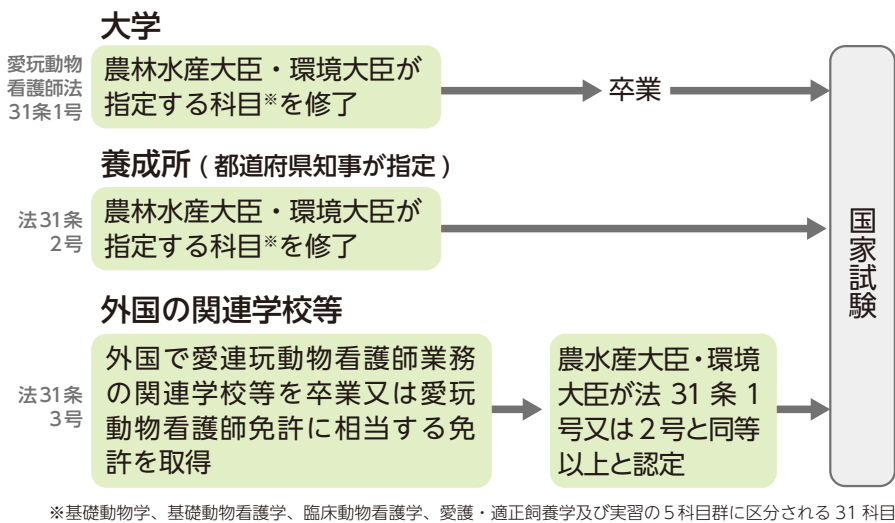 大学
愛玩動物
看護師法
31条1号
農林水産大臣・環境大臣が
指定する科目※を修了
卒業
養成所 ( 都道府県知事が指定 )
法31条
2号
農林水産大臣・環境大臣が
指定する科目※を修了
外国の関連学校等
法31条
3号
外国で愛連玩動物看護師業務
の関連学校等を卒業又は愛玩
動物看護師免許に相当する免
許を取得
農水産大臣・環境
大臣が法 31 条 1
号又は２号と同等
以上と認定
国家試験
※基礎動物学、基礎動物看護学、臨床動物看護学、愛護・適正飼養学及び実習の５科目群に区分される 31 科目